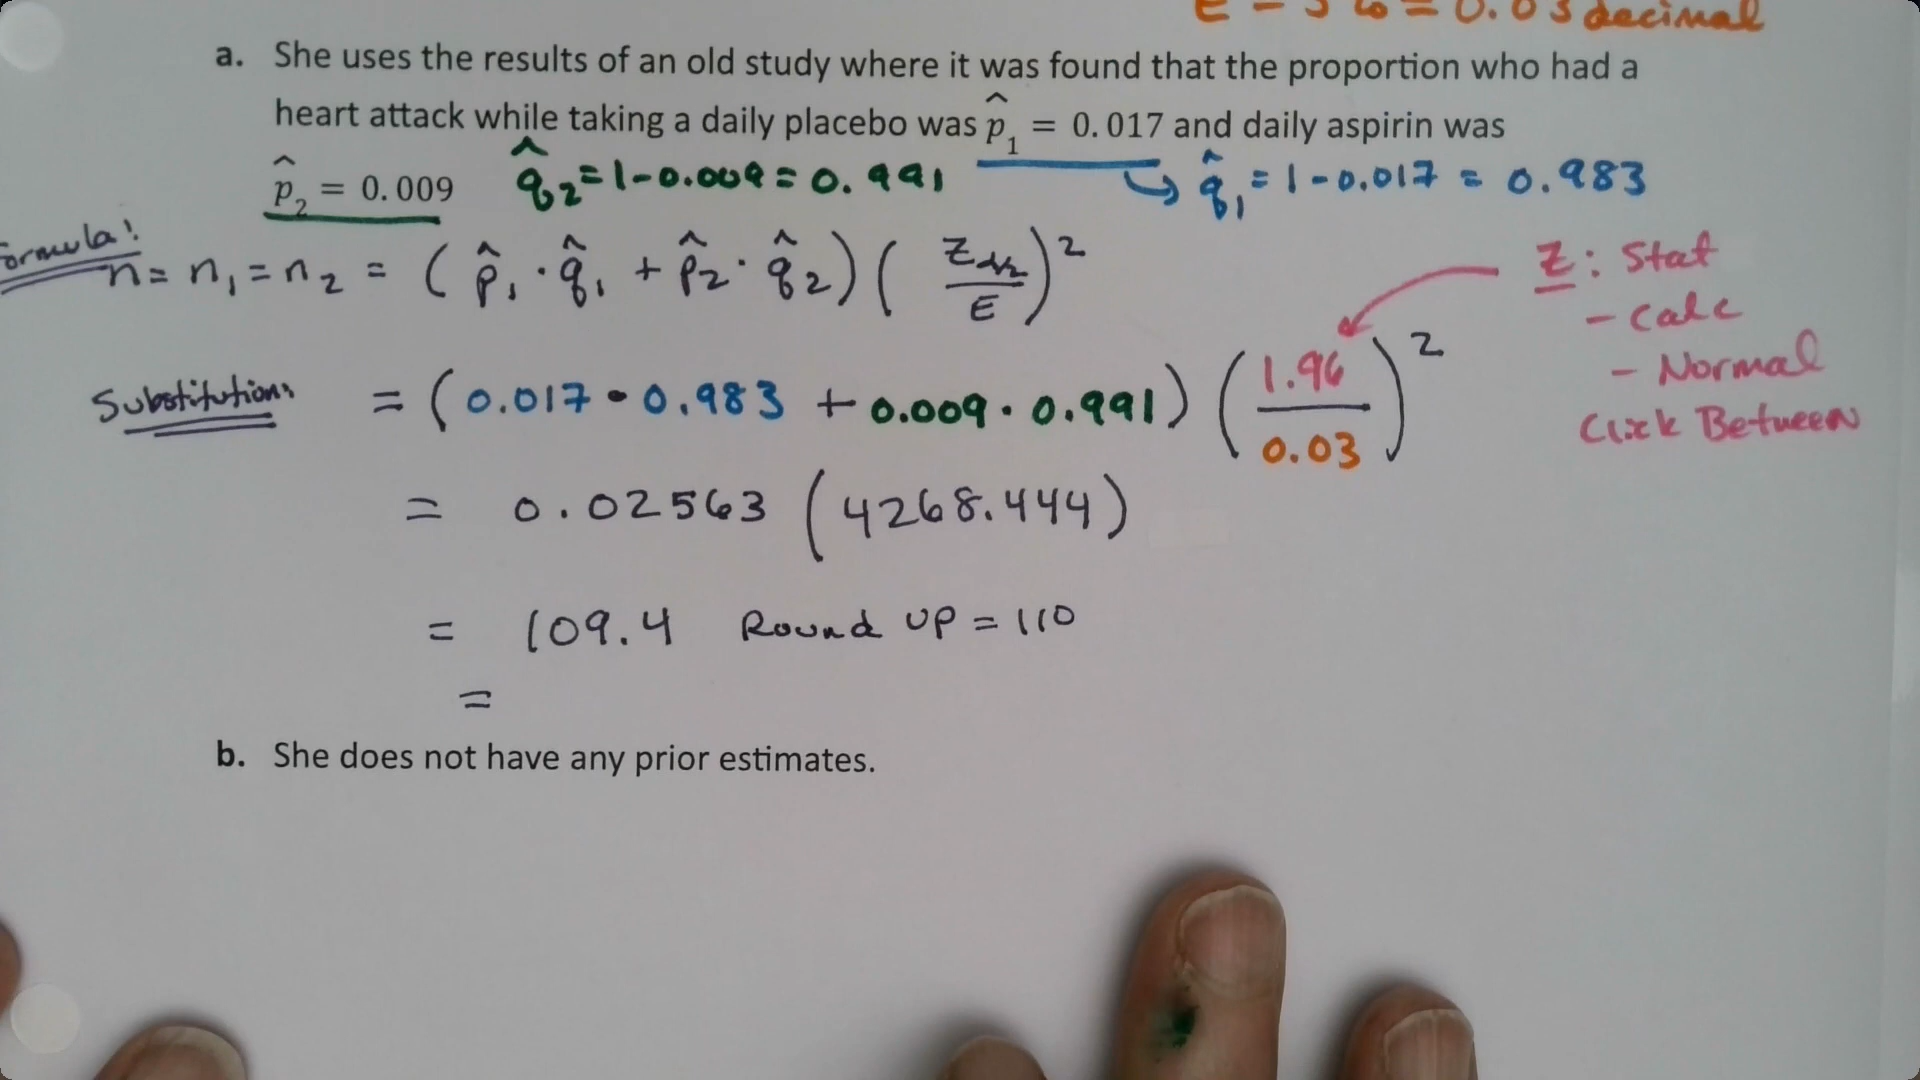 E = 3% = 0.03 decimal
a. She uses the results of an old study where it was found that the proportion who had a
heart attack while taking a daily placebo was p̂₁ = 0.017 and daily aspirin was
p̂₂ = 0.009 q̂₂ = 1-0.009 = 0.991 q̂₁ = 1-0.017 = 0.983
ormula!
n = n₁ = n₂ = (p̂₁·q̂₁ + p̂₂·q̂₂)(Zα/₂/E)²
Z: Stat
- Calc
- Normal
Click Between
Substitution: = (0.017·0.983 + 0.009·0.991)(1.96/0.03)²
= 0.02563 (4268.444)
= 109.4 Round UP = 110
=
b. She does not have any prior estimates.